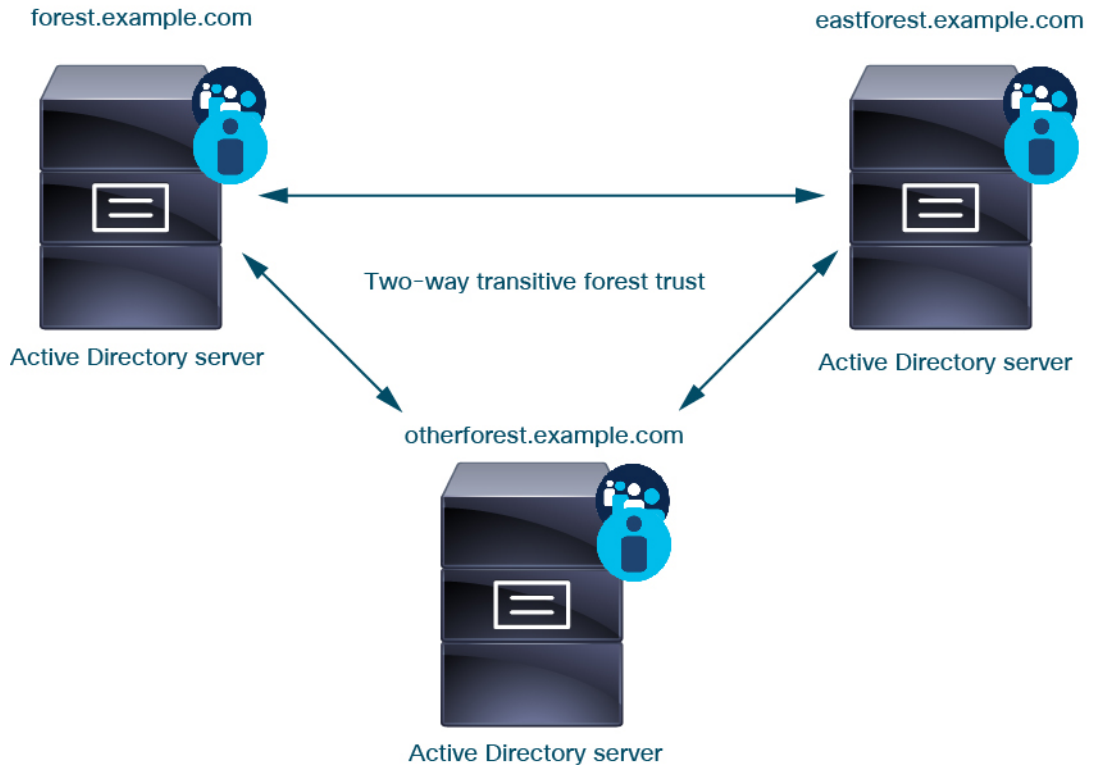 forest.example.com
eastforest.example.com
Two-way transitive forest trust
Active Directory server
Active Directory server
otherforest.example.com
Active Directory server